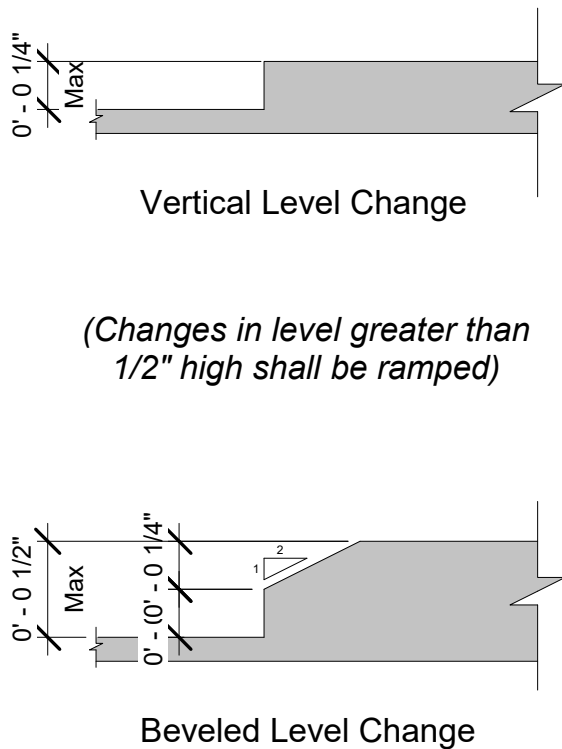 0' - 0 1/4"
Max
Vertical Level Change
(Changes in level greater than
1/2" high shall be ramped)
0' - 0 1/2"
Max
0' - 0 1/4"
0' - (
2
1
Beveled Level Change